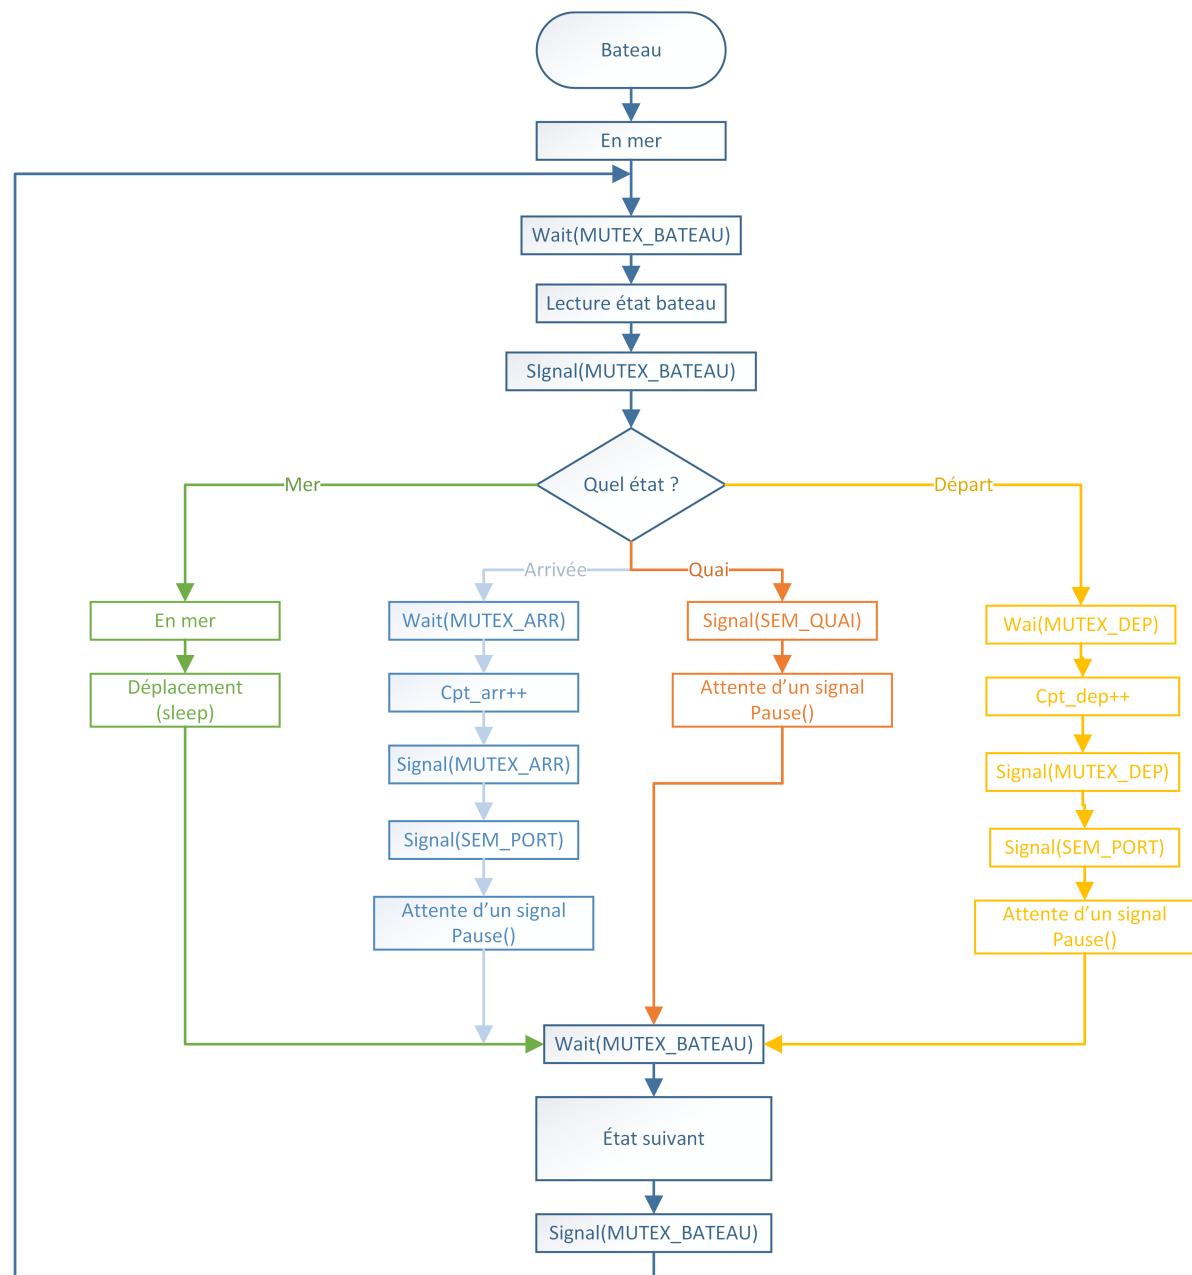 Bateau
En mer
Wait(MUTEX_BATEAU)
Lecture état bateau
SIgnal(MUTEX_BATEAU)
Quel état ?
Mer
Départ
Arrivée
Quai
En mer
Déplacement
(sleep)
Wait(MUTEX_ARR)
Cpt_arr++
Signal(MUTEX_ARR)
Signal(SEM_PORT)
Attente d’un signal
Pause()
Signal(SEM_QUAI)
Attente d’un signal
Pause()
Wai(MUTEX_DEP)
Cpt_dep++
Signal(MUTEX_DEP)
Signal(SEM_PORT)
Attente d’un signal
Pause()
Wait(MUTEX_BATEAU)
État suivant
Signal(MUTEX_BATEAU)